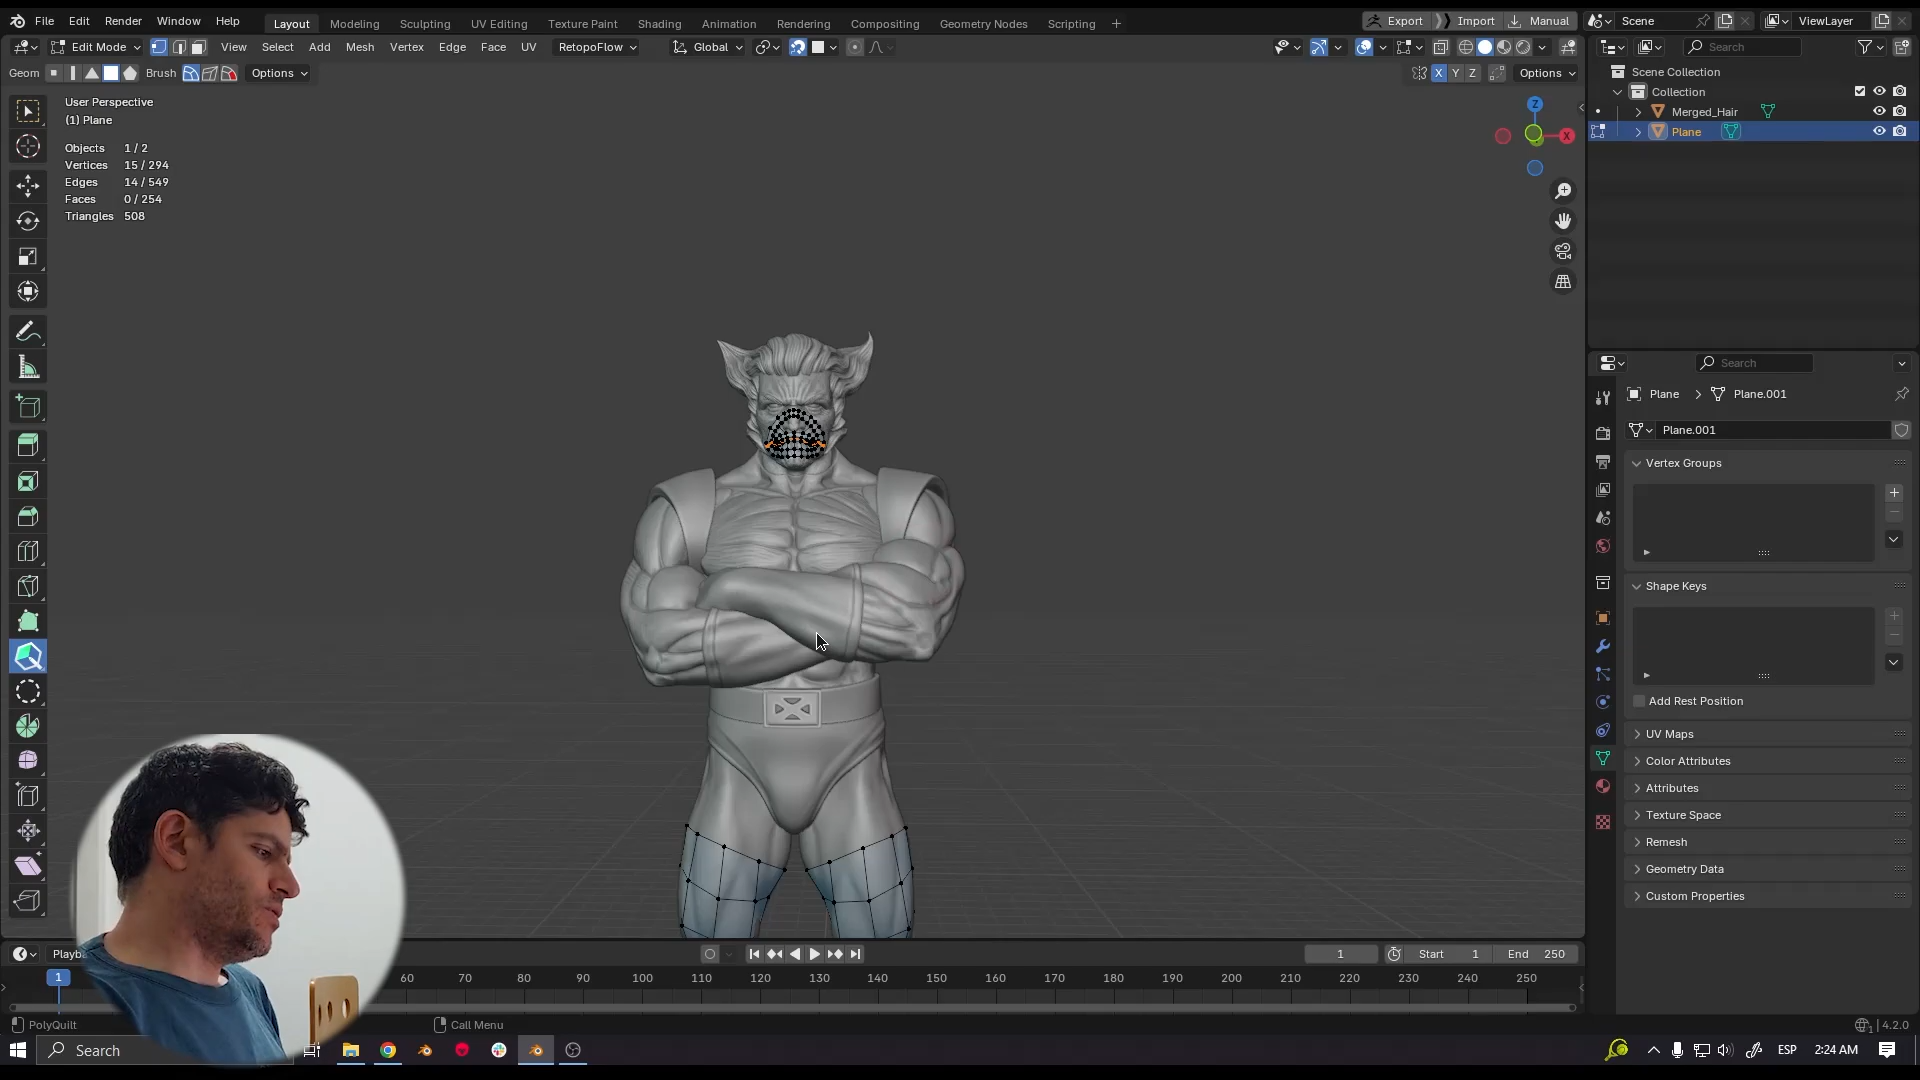 File Edit Render Window Help Layout Modeling Sculpting UV Editing Texture Paint Shading Animation Rendering Compositing Geometry Nodes Scripting + Export Import Manual Scene ViewLayer
Edit Mode View Select Add Mesh Vertex Edge Face UV RetopoFlow Global Search
Geom Brush Options X Y Z Options
Scene Collection
Collection
Merged_Hair
Plane
User Perspective
(1) Plane
Objects 1 / 2
Vertices 15 / 294
Edges 14 / 549
Faces 0 / 254
Triangles 508
Z
X
Search
Plane > Plane.001
Plane.001
Vertex Groups
Shape Keys
Add Rest Position
UV Maps
Color Attributes
Attributes
Texture Space
Remesh
Geometry Data
Custom Properties
Playb 1 Start 1 End 250
1 60 70 80 90 100 110 120 130 140 150 160 170 180 190 200 210 220 230 240 250
PolyQuilt Call Menu 4.2.0
Search ESP 2:24 AM